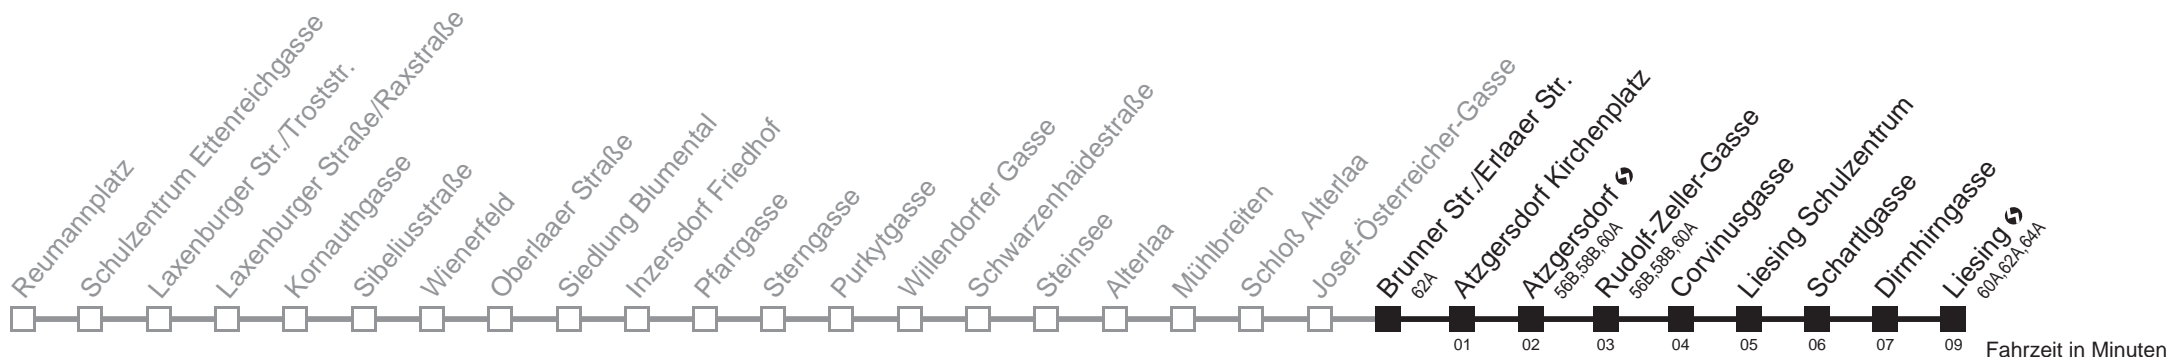 Reumannplatz
Schulzentrum Ettenreichgasse
Laxenburger Str./Troststr.
Laxenburger Straße/Raxstraße
Kornauthgasse
Sibeliusstraße
Wienerfeld
Oberlaaer Straße
Siedlung Blumental
Inzersdorf Friedhof
Pfarrgasse
Sterngasse
Purkytgasse
Willendorfer Gasse
Schwarzenhaidestraße
Steinsee
Alterlaa
Mühlbreiten
Schloß Alterlaa
Josef-Österreicher-Gasse
Brunner Str./Erlaaer Str.
62A
Atzgersdorf Kirchenplatz
Atzgersdorf
56B,58B,60A
Rudolf-Zeller-Gasse
56B,58B,60A
Corvinusgasse
Liesing Schulzentrum
Schartlgasse
Dirmhirngasse
Liesing
60A,62A,64A
01 02 03 04 05 06 07 09
Fahrzeit in Minuten